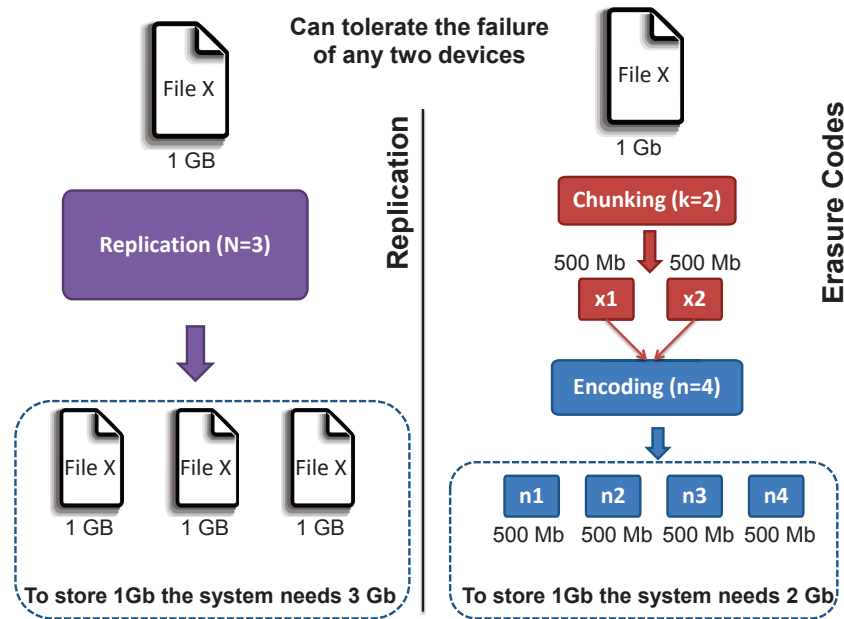 Can tolerate the failure
of any two devices
File X
1 GB
Replication (N=3)
Replication
File X
File X
File X
1 GB
1 GB
1 GB
To store 1Gb the system needs 3 Gb
File X
1 Gb
Chunking (k=2)
500 Mb
500 Mb
x1
x2
Encoding (n=4)
Erasure Codes
n1
n2
n3
n4
500 Mb
500 Mb
500 Mb
500 Mb
To store 1Gb the system needs 2 Gb